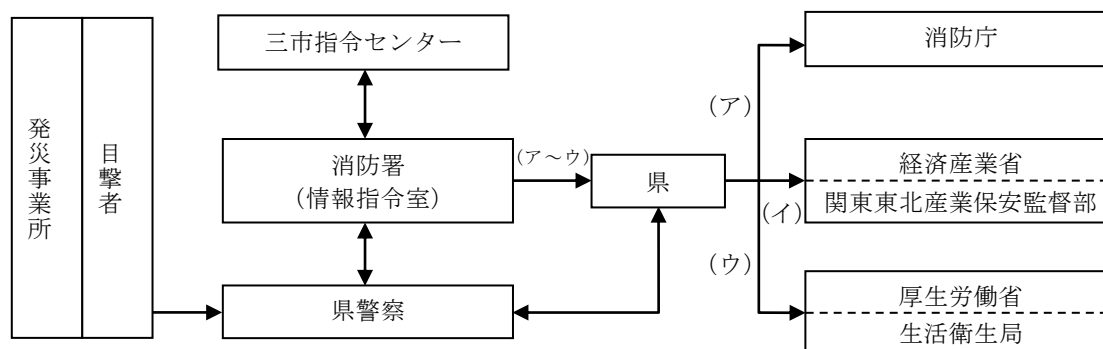 発災事業所
目撃者
三市指令センター
消防署
(情報指令室)
県警察
(ア～ウ)
県
(ア)
(イ)
(ウ)
消防庁
経済産業省
関東東北産業保安監督部
厚生労働省
生活衛生局